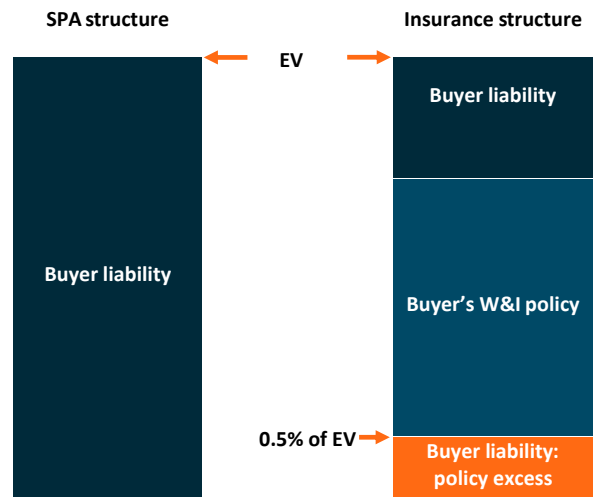 SPA structure
Insurance structure
EV
Buyer liability
Buyer liability
Buyer's W&I policy
0.5% of EV
Buyer liability:
policy excess